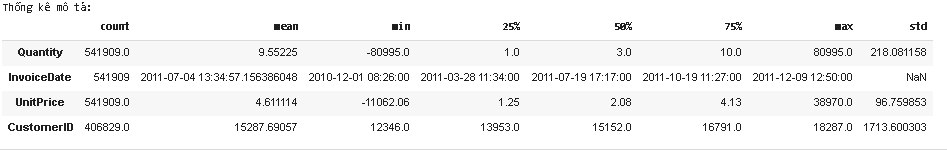 Thống kê mô tả:
count mean min 25% 50% 75% max std
Quantity 541909.0 9.55225 -80995.0 1.0 3.0 10.0 80995.0 218.081158
InvoiceDate 541909 2011-07-04 13:34:57.156386048 2010-12-01 08:26:00 2011-03-28 11:34:00 2011-07-19 17:17:00 2011-10-19 11:27:00 2011-12-09 12:50:00 NaN
UnitPrice 541909.0 4.611114 -11062.06 1.25 2.08 4.13 38970.0 96.759853
CustomerID 406829.0 15287.69057 12346.0 13953.0 15152.0 16791.0 18287.0 1713.600303